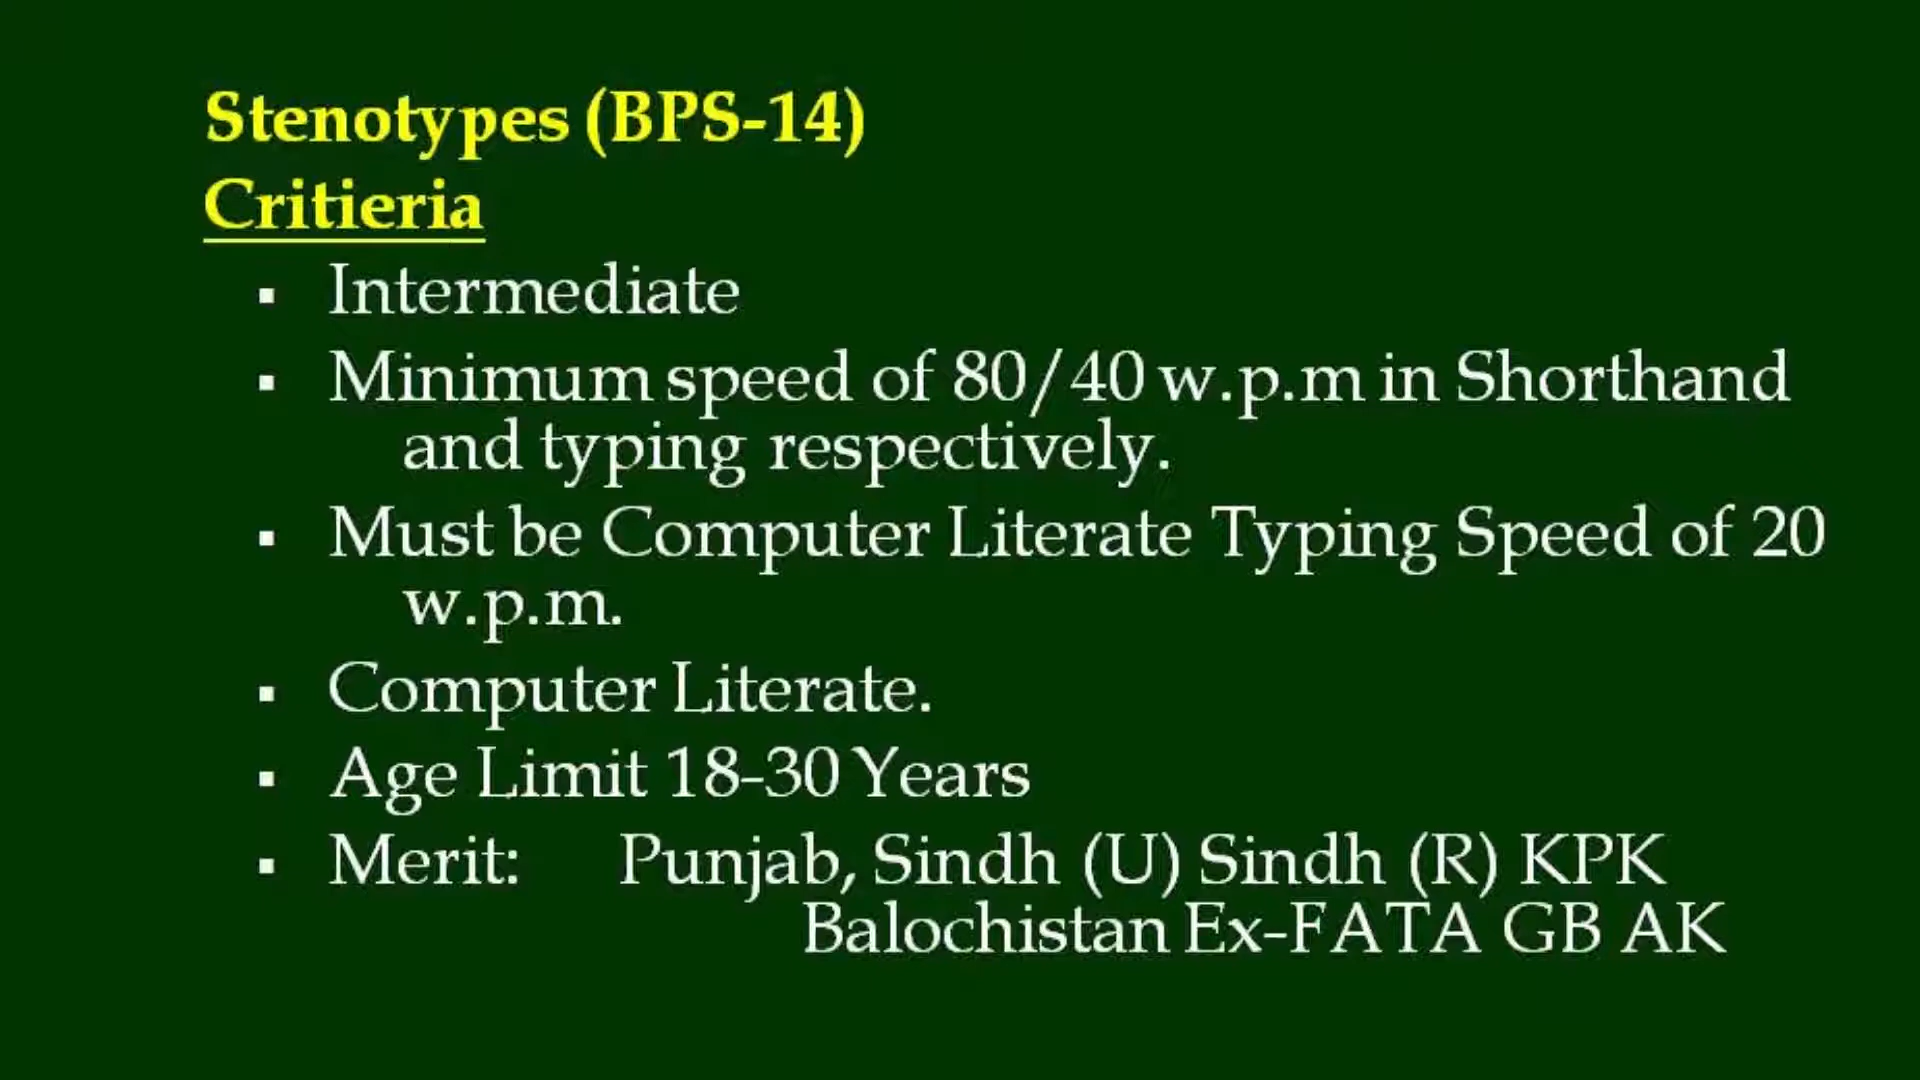 Stenotypes (BPS-14)
Critieria
▪ Intermediate
▪ Minimum speed of 80/40 w.p.m in Shorthand
and typing respectively.
▪ Must be Computer Literate Typing Speed of 20
w.p.m.
▪ Computer Literate.
▪ Age Limit 18-30 Years
▪ Merit: Punjab, Sindh (U) Sindh (R) KPK
Balochistan Ex-FATA GB AK